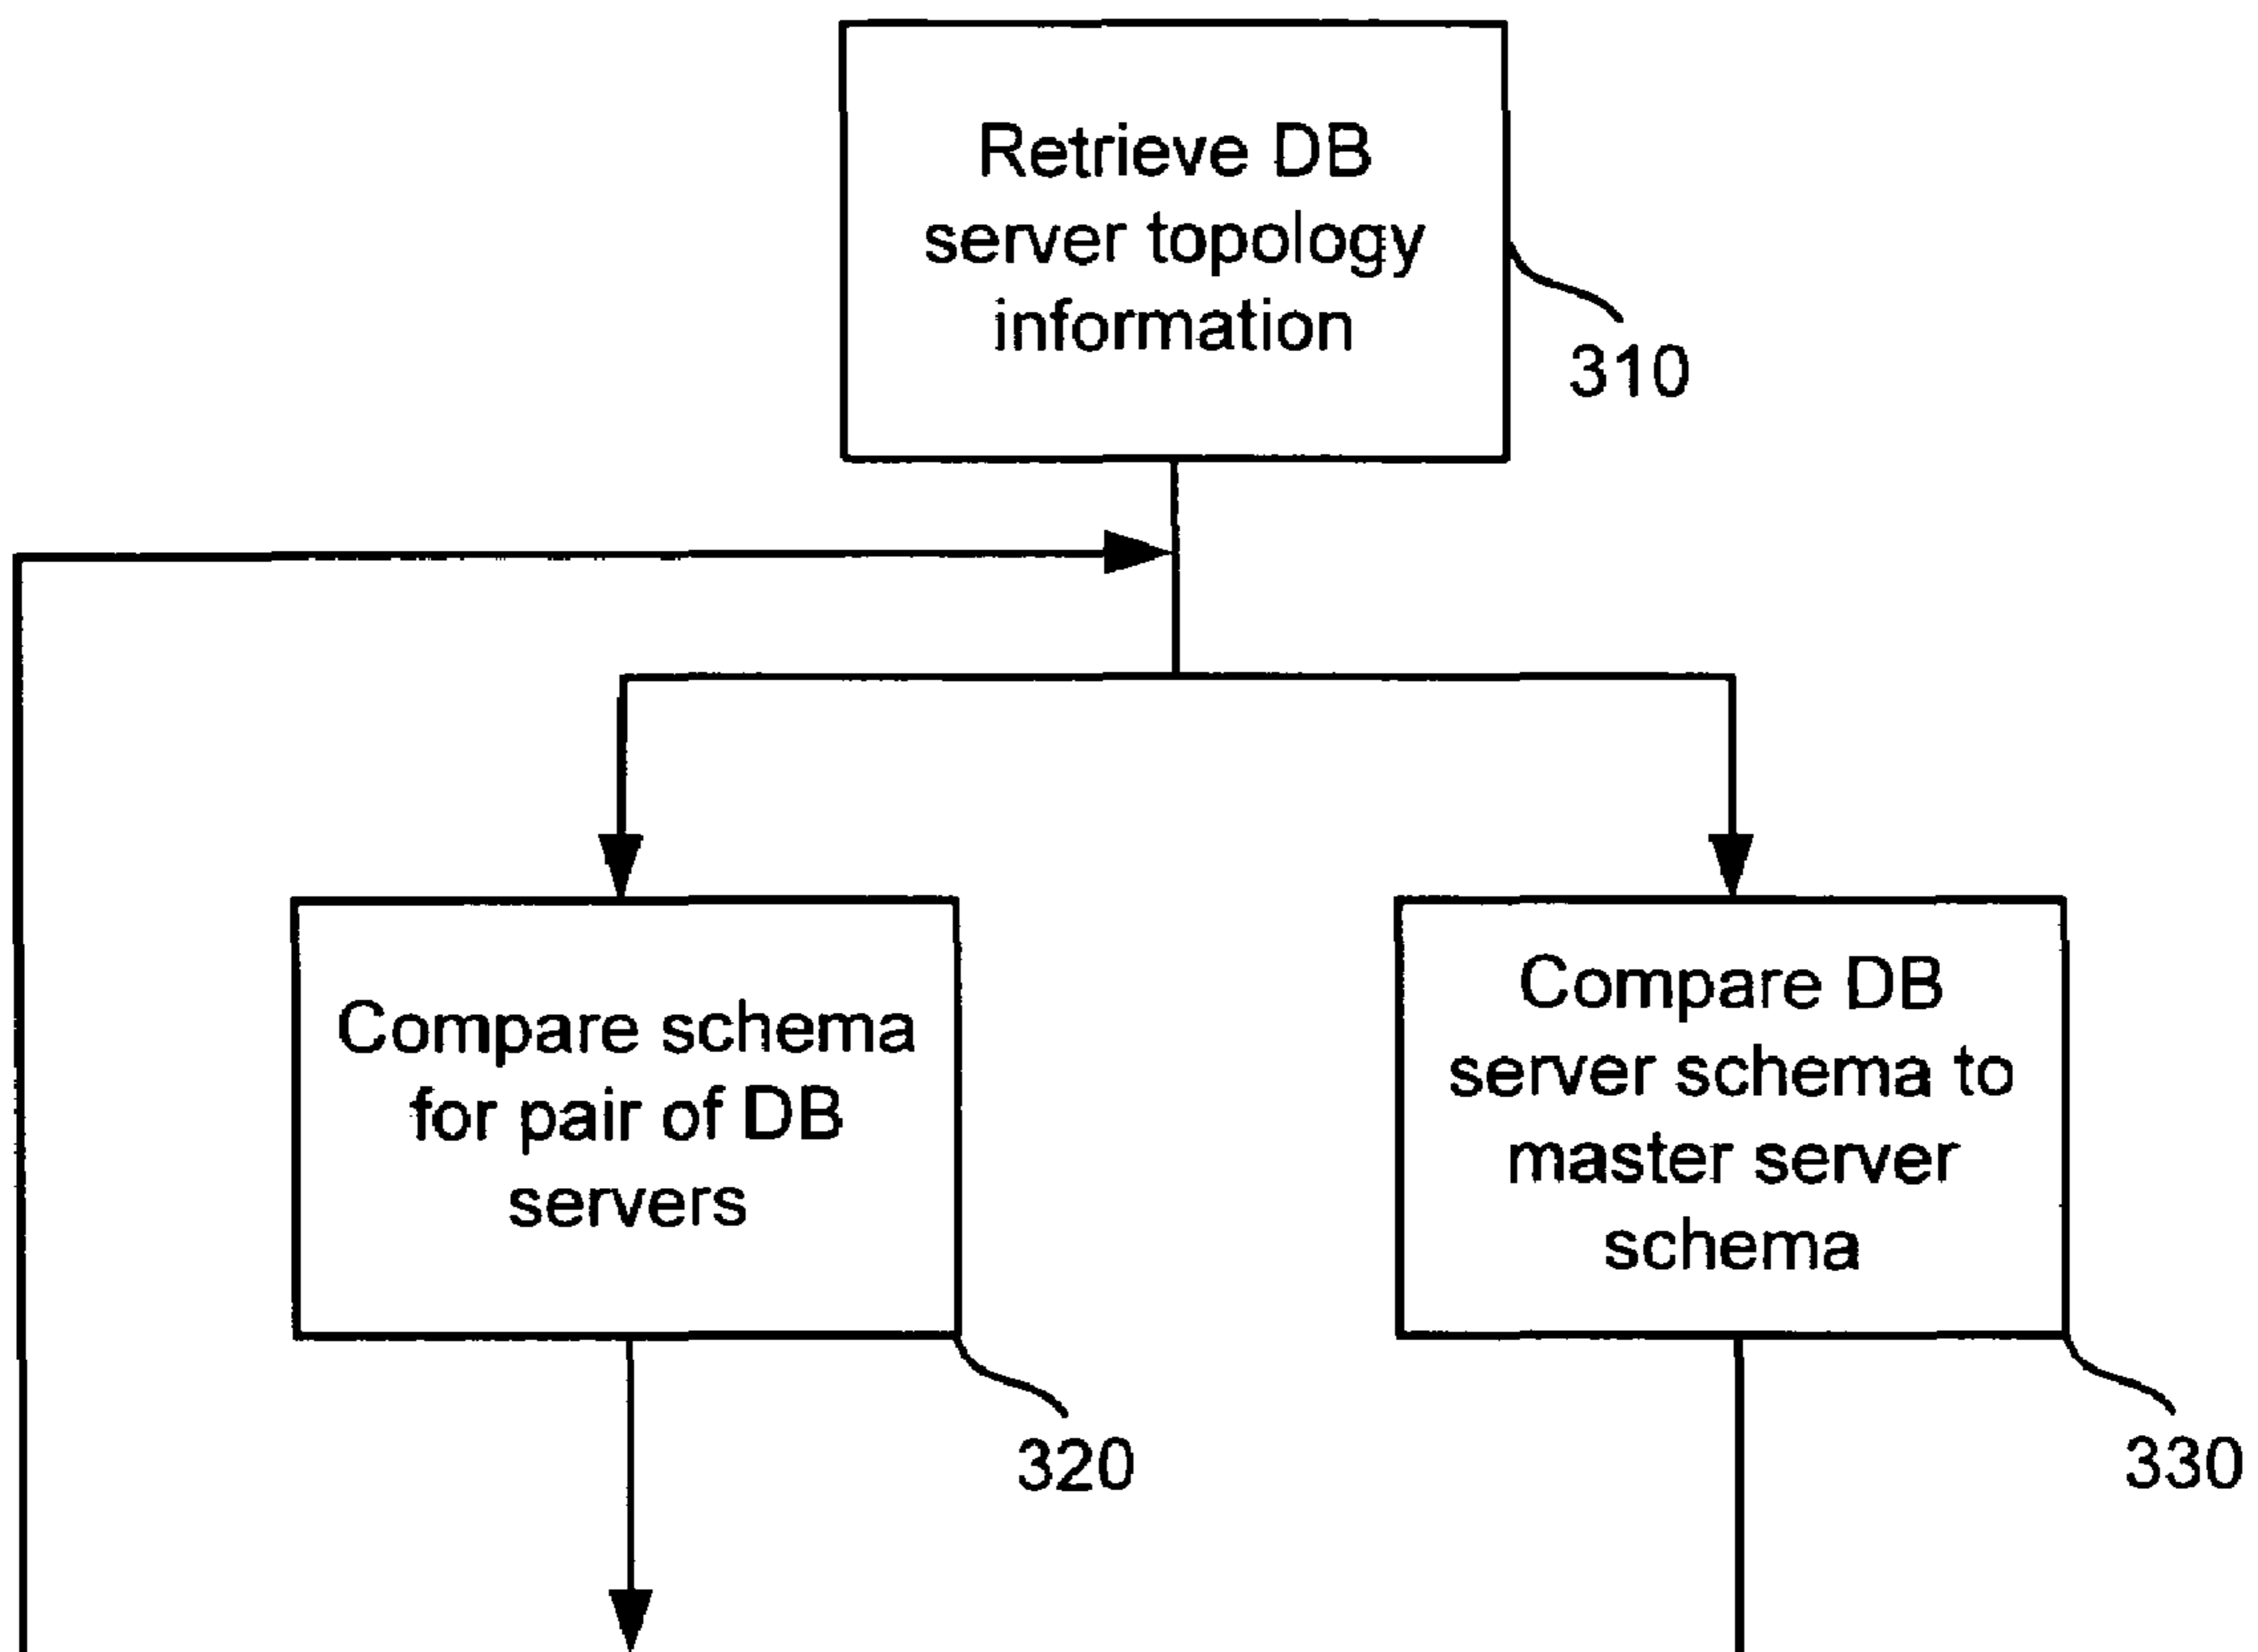 Retrieve DB
server topology
information
310
Compare schema
for pair of DB
servers
320
Compare DB
server schema to
master server
schema
330